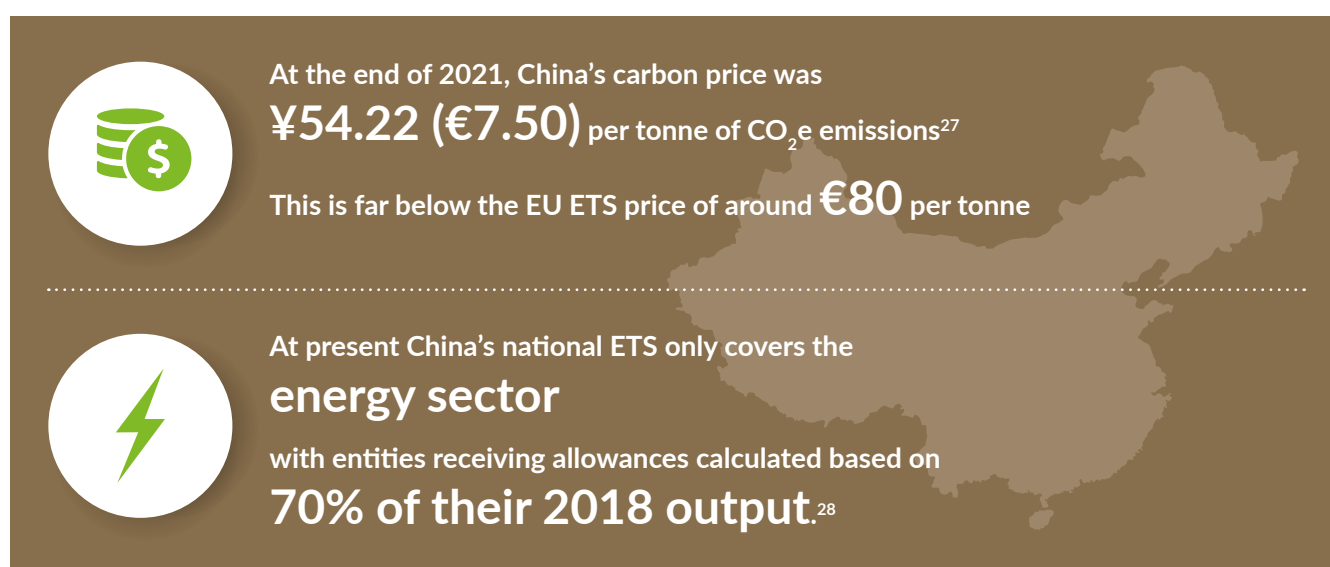 At the end of 2021, China’s carbon price was
¥54.22 (€7.50) per tonne of CO₂e emissions²⁷
This is far below the EU ETS price of around €80 per tonne
At present China’s national ETS only covers the
energy sector
with entities receiving allowances calculated based on
70% of their 2018 output.²⁸
$